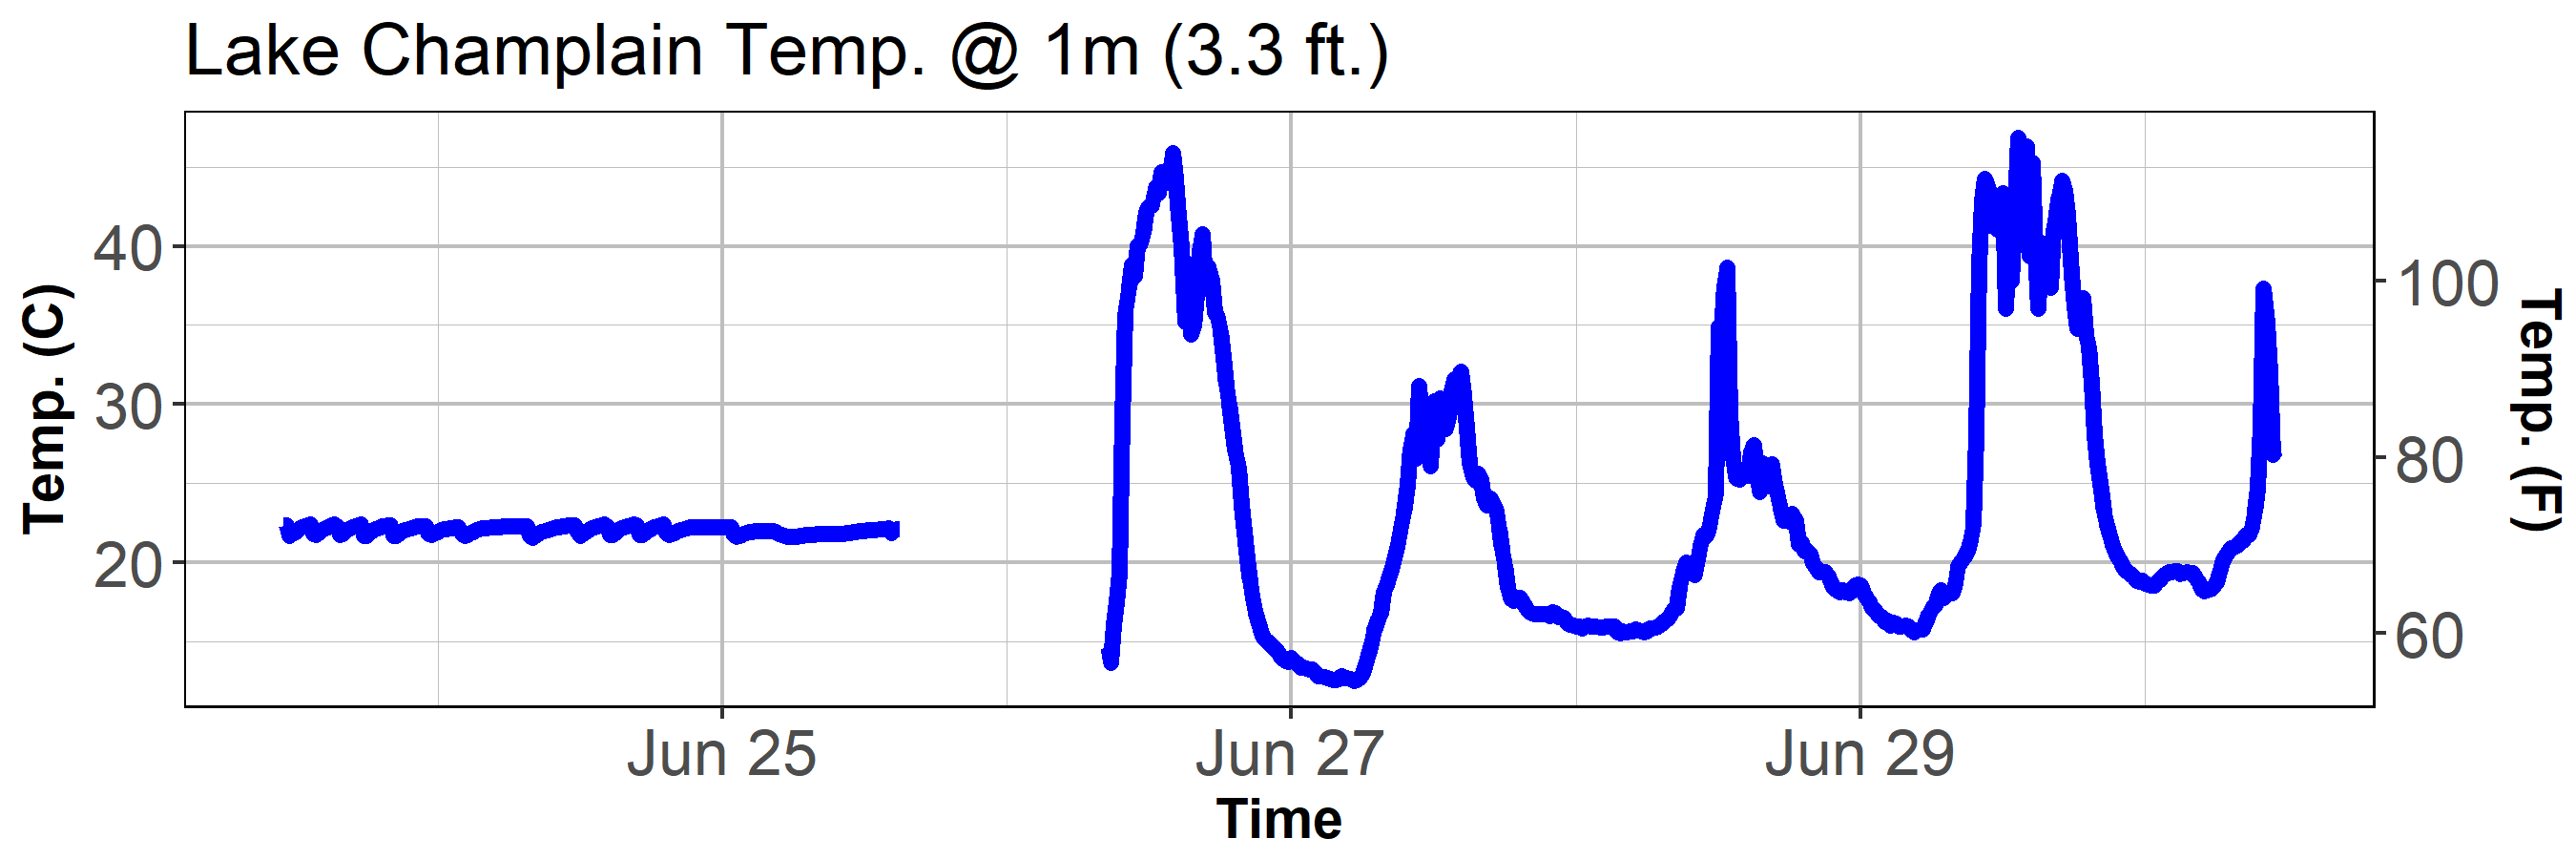 Lake Champlain Temp. @ 1m (3.3 ft.)
Temp. (C)
40
30
20
100
80
60
Temp. (F)
Jun 25 Jun 27 Jun 29
Time